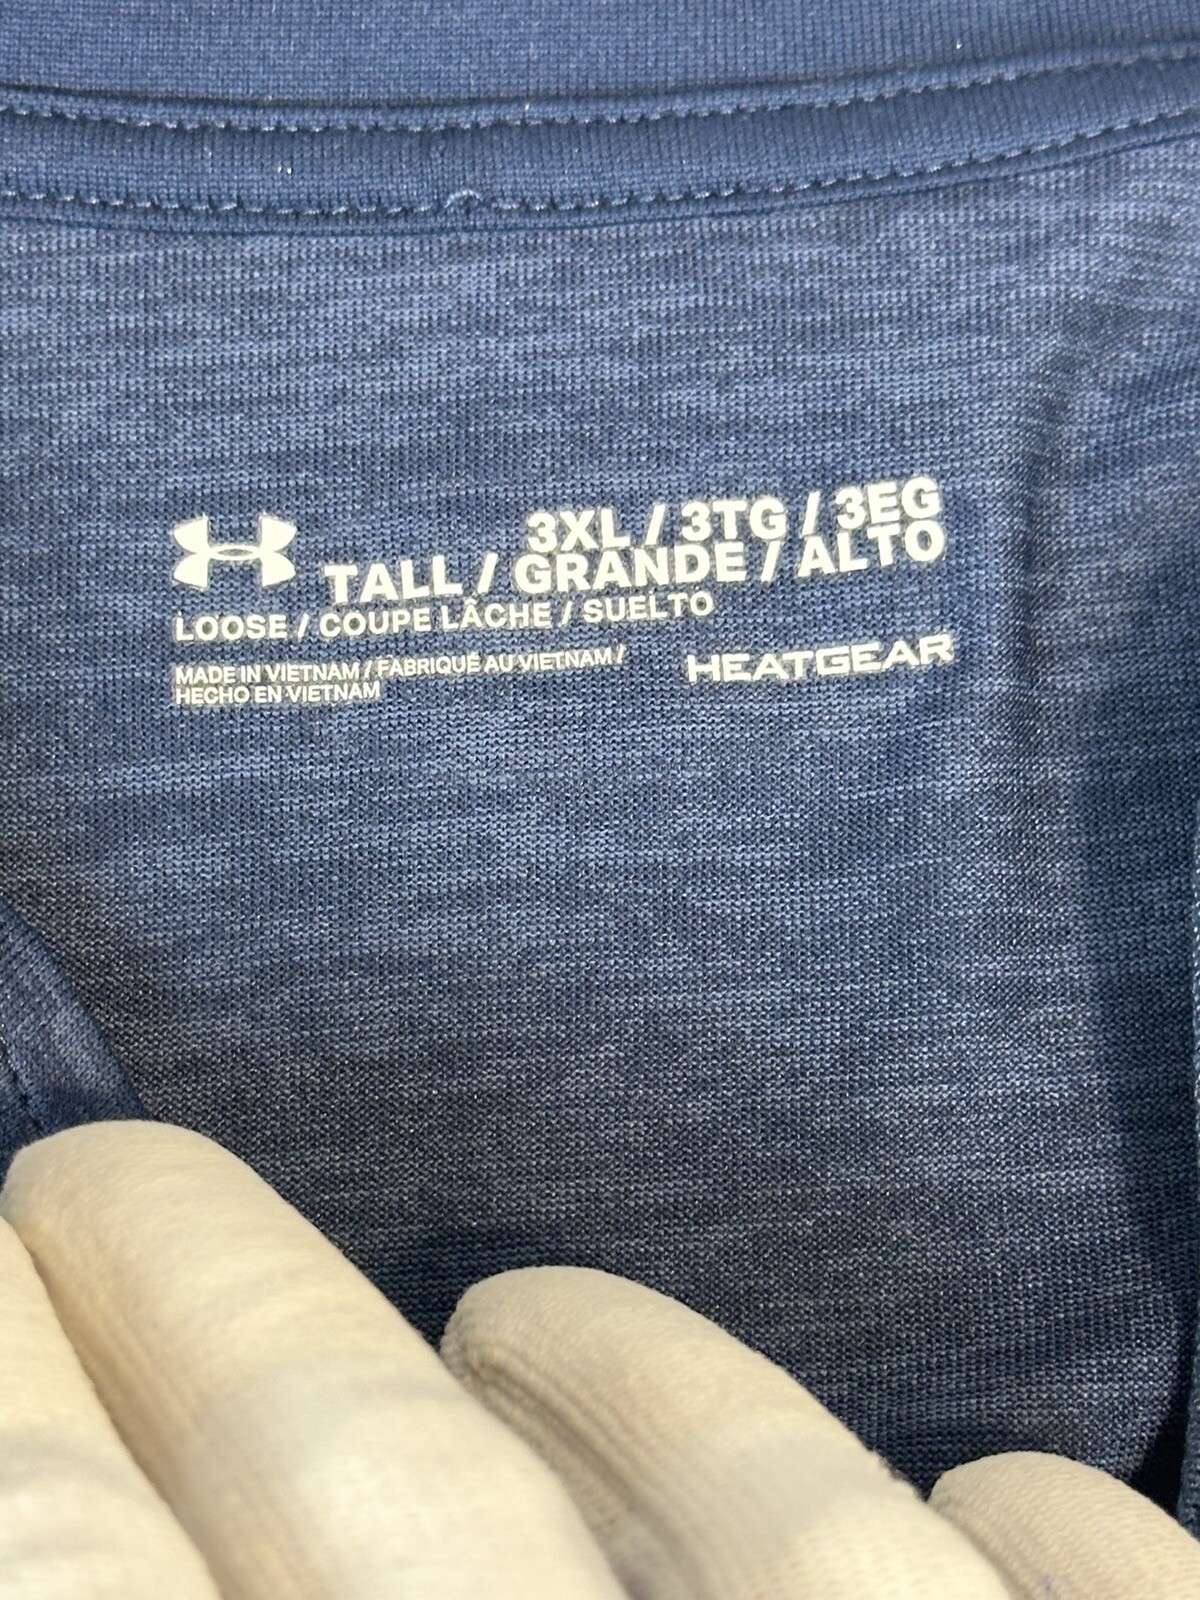 3XL / 3TG / 3EG
TALL / GRANDE / ALTO
LOOSE / COUPE LÂCHE / SUELTO
MADE IN VIETNAM / FABRIQUÉ AU VIETNAM /
HECHO EN VIETNAM
HEATGEAR